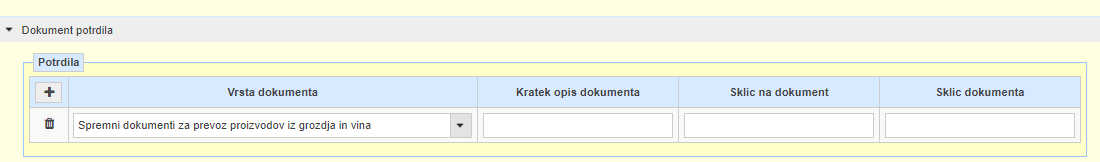 Dokument potrdila
Potrdila
Vrsta dokumenta Kratek opis dokumenta Sklic na dokument Sklic dokumenta
Spremni dokumenti za prevoz proizvodov iz grozdja in vina